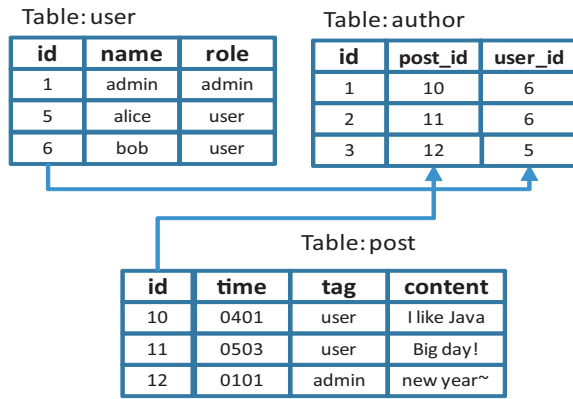 Table: user
id name role
1 admin admin
5 alice user
6 bob user
Table: author
id post_id user_id
1 10 6
2 11 6
3 12 5
Table: post
id time tag content
10 0401 user I like Java
11 0503 user Big day!
12 0101 admin new year~